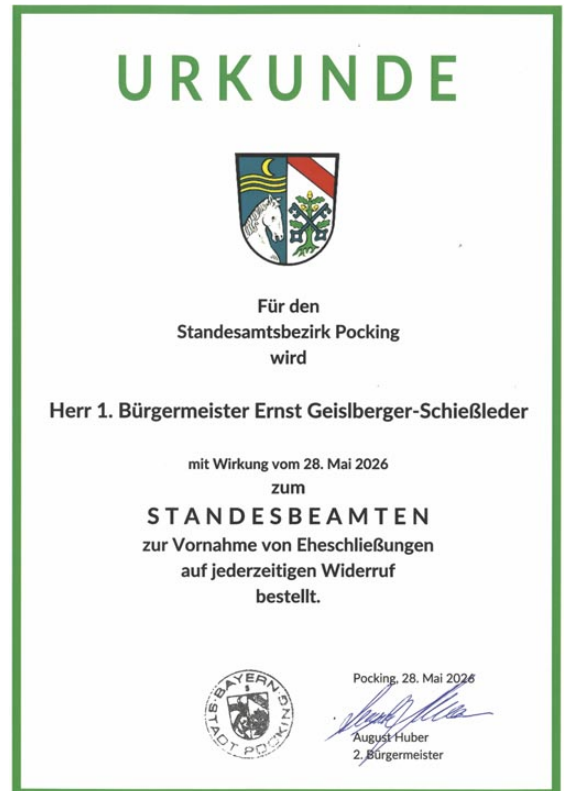 URKUNDE
Für den
Standesamtsbezirk Pocking
wird
Herr 1. Bürgermeister Ernst Geislberger-Schießleder
mit Wirkung vom 28. Mai 2026
zum
STANDESBEAMTEN
zur Vornahme von Eheschließungen
auf jederzeitigen Widerruf
bestellt.
BAYERN
STADT POCKING
Pocking, 28. Mai 2026
August Huber
2. Bürgermeister